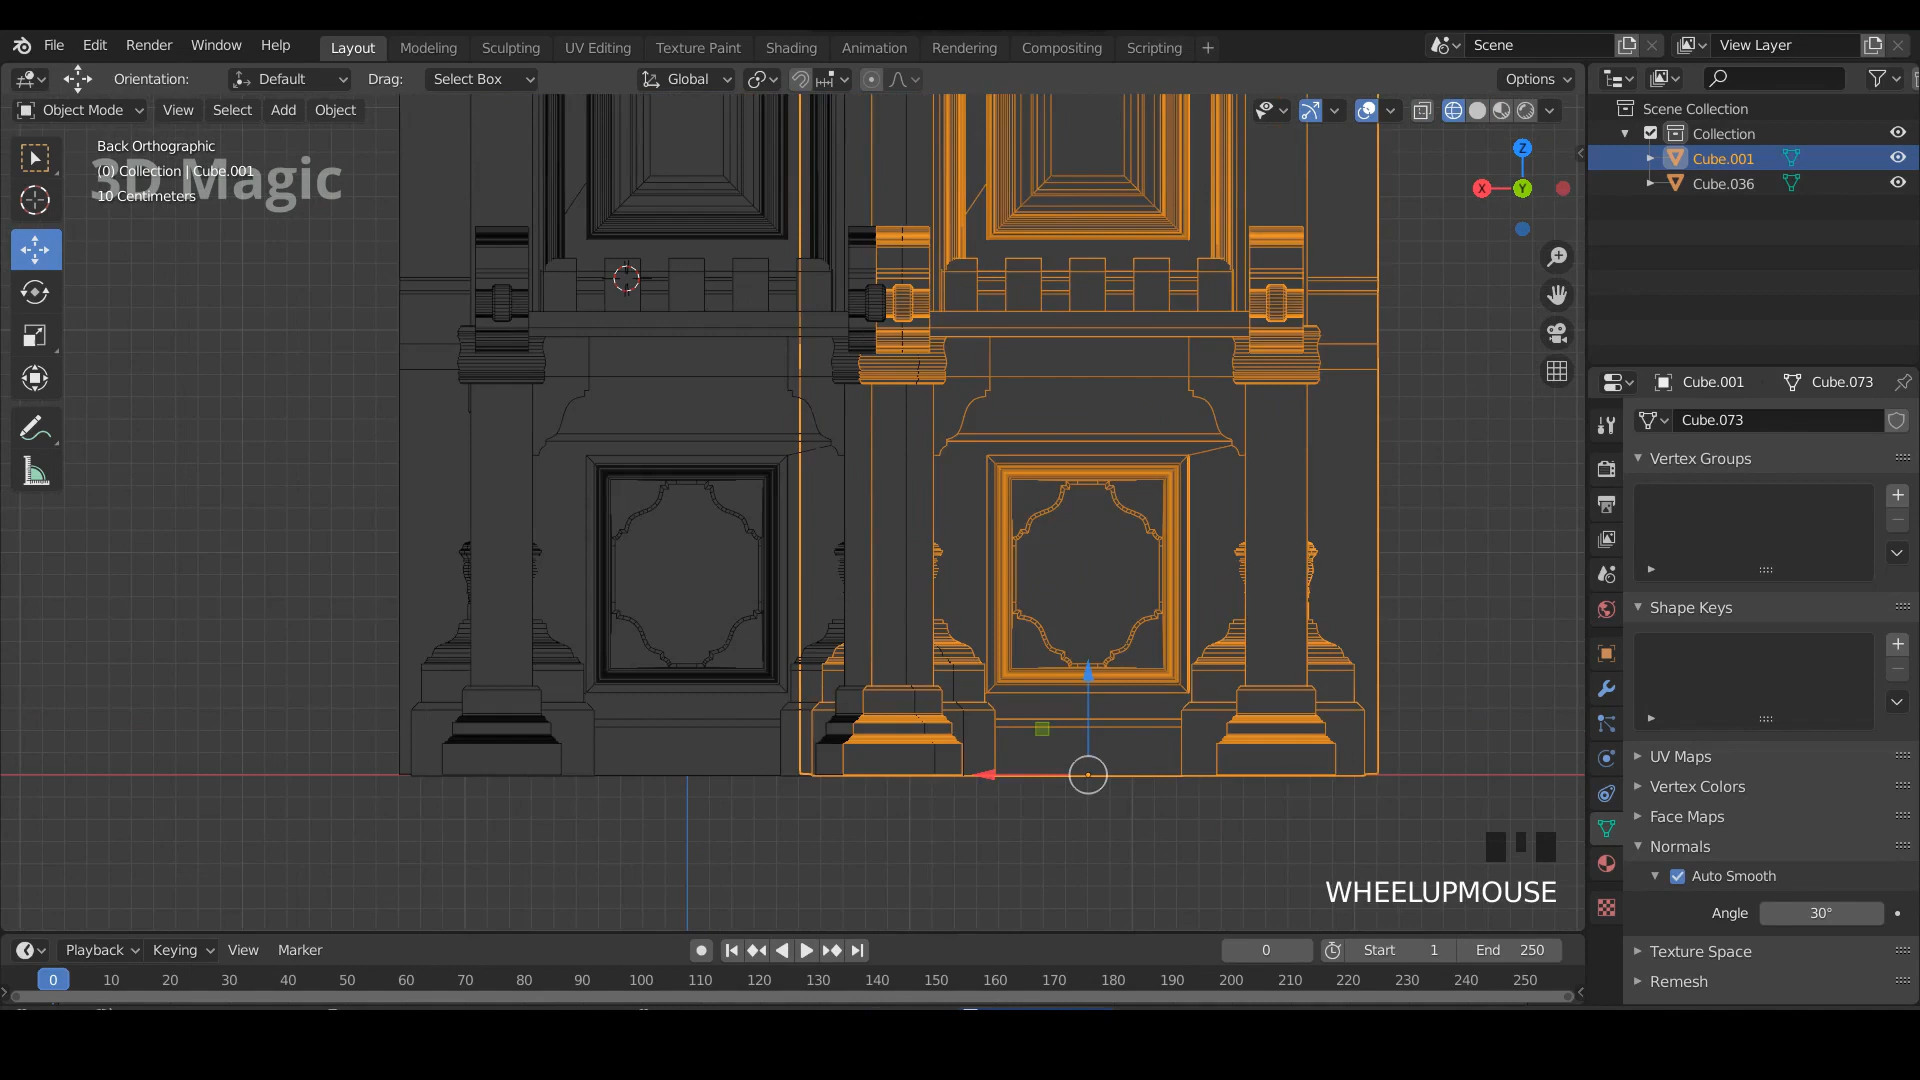 File Edit Render Window Help Layout Modeling Sculpting UV Editing Texture Paint Shading Animation Rendering Compositing Scripting + Scene View Layer
Orientation: Default Drag: Select Box Global Options
Object Mode View Select Add Object
Back Orthographic
(0) Collection | Cube.001
10 Centimeters
3D Magic
Z
X Y
Scene Collection
Collection
Cube.001
Cube.036
Cube.001 Cube.073
Cube.073
Vertex Groups
Shape Keys
UV Maps
Vertex Colors
Face Maps
Normals
Auto Smooth
Angle 30°
Texture Space
Remesh
WHEELUPMOUSE
Playback Keying View Marker 0 Start 1 End 250
0 10 20 30 40 50 60 70 80 90 100 110 120 130 140 150 160 170 180 190 200 210 220 230 240 250